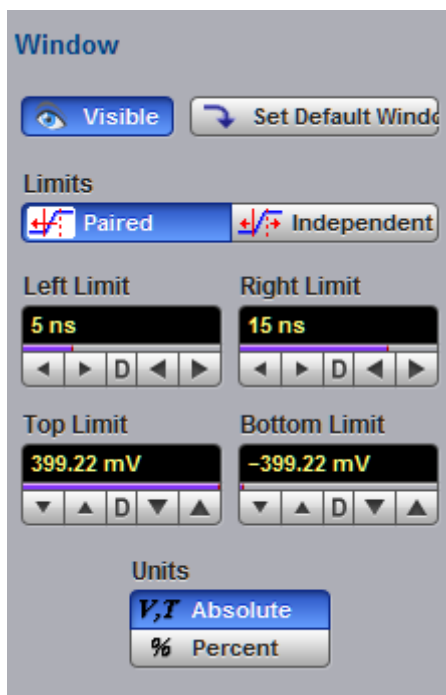 Window
Visible Set Default Windo
Limits
Paired Independent
Left Limit Right Limit
5 ns 15 ns
D D
Top Limit Bottom Limit
399.22 mV −399.22 mV
D D
Units
V,T Absolute
% Percent